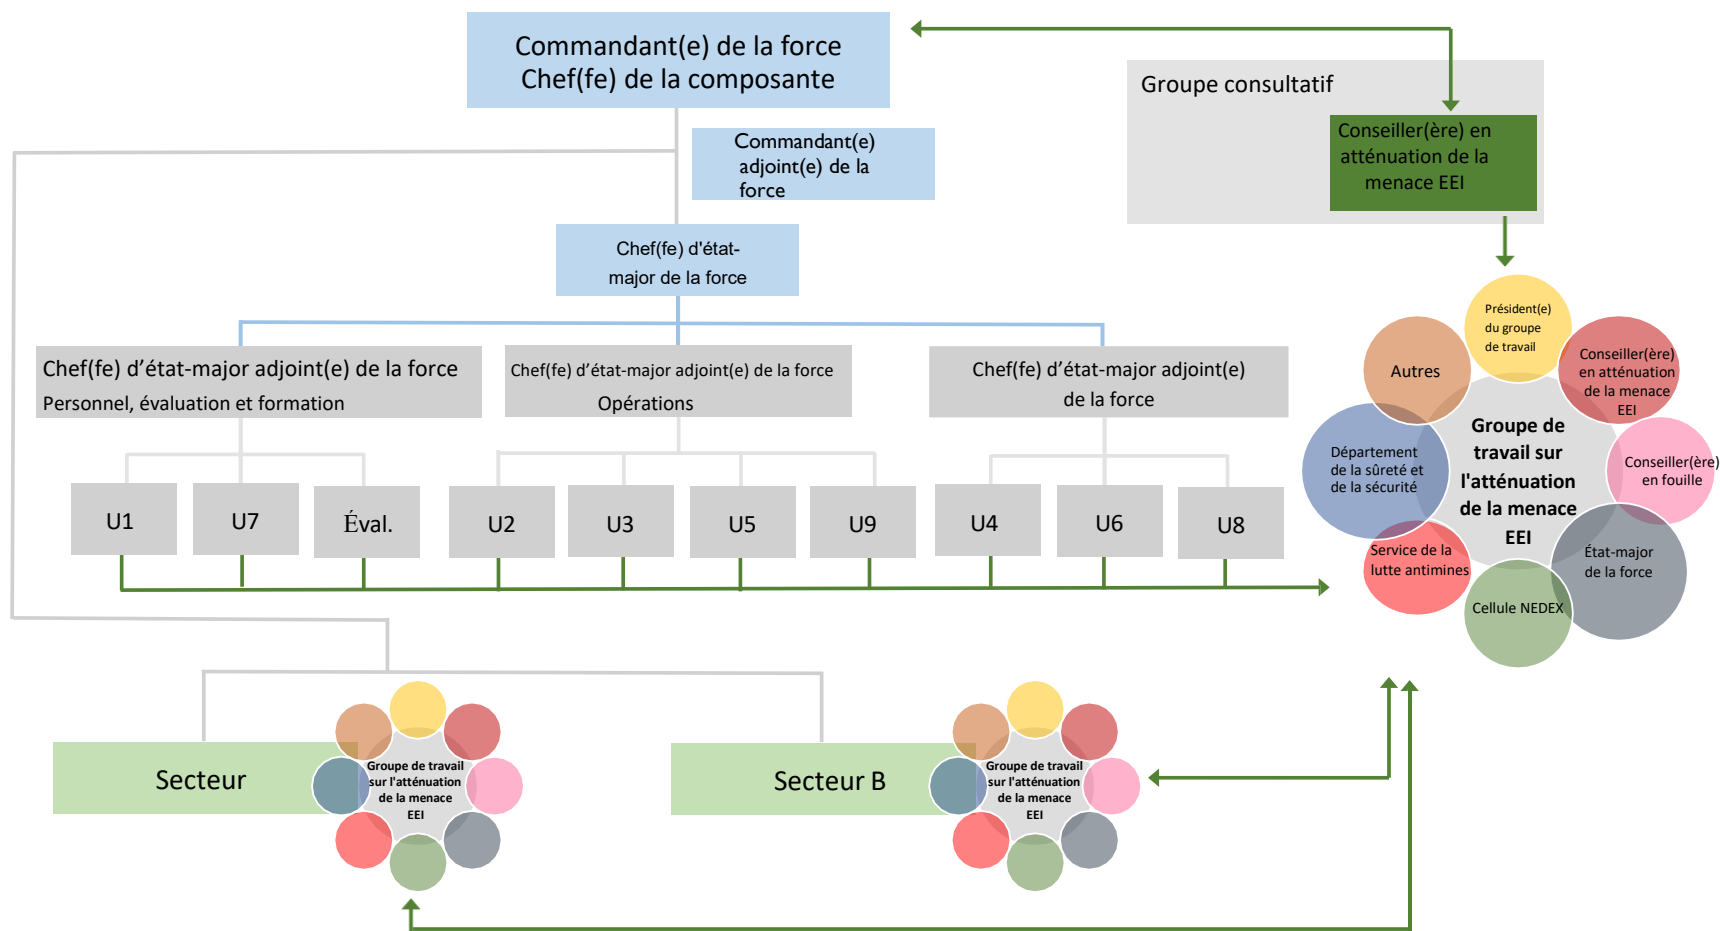 Commandant(e) de la force
Chef(fe) de la composante
Groupe consultatif
Conseiller(ère) en
atténuation de la
menace EEI
Commandant(e)
adjoint(e) de la
force
Chef(fe) d'état-
major de la force
Chef(fe) d’état-major adjoint(e) de la force
Personnel, évaluation et formation
Chef(fe) d’état-major adjoint(e) de la force
Opérations
Chef(fe) d’état-major adjoint(e)
de la force
U1
U7
Éval.
U2
U3
U5
U9
U4
U6
U8
Président(e)
du groupe
de travail
Conseiller(ère)
en atténuation
de la menace
EEI
Conseiller(ère)
en fouille
État-major
de la force
Cellule NEDEX
Service de la
lutte antimines
Département
de la sûreté et
de la sécurité
Autres
Groupe de
travail sur
l'atténuation
de la menace
EEI
Secteur
Groupe de travail
sur l'atténuation
de la menace
EEI
Secteur B
Groupe de travail
sur l'atténuation
de la menace
EEI